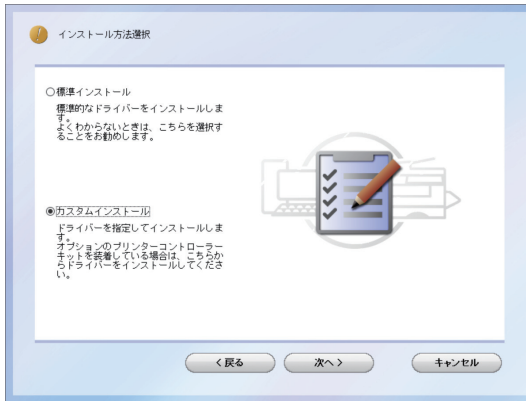 インストール方法選択
標準インストール
標準的なドライバーをインストールしま
す。
よくわからないときは、こちらを選択す
ることをお勧めします。
カスタムインストール
ドライバーを指定してインストールしま
す。
オプションのプリンターコントローラー
キットを装着している場合は、こちらか
らドライバーをインストールしてくださ
い。
<戻る
次へ>
キャンセル